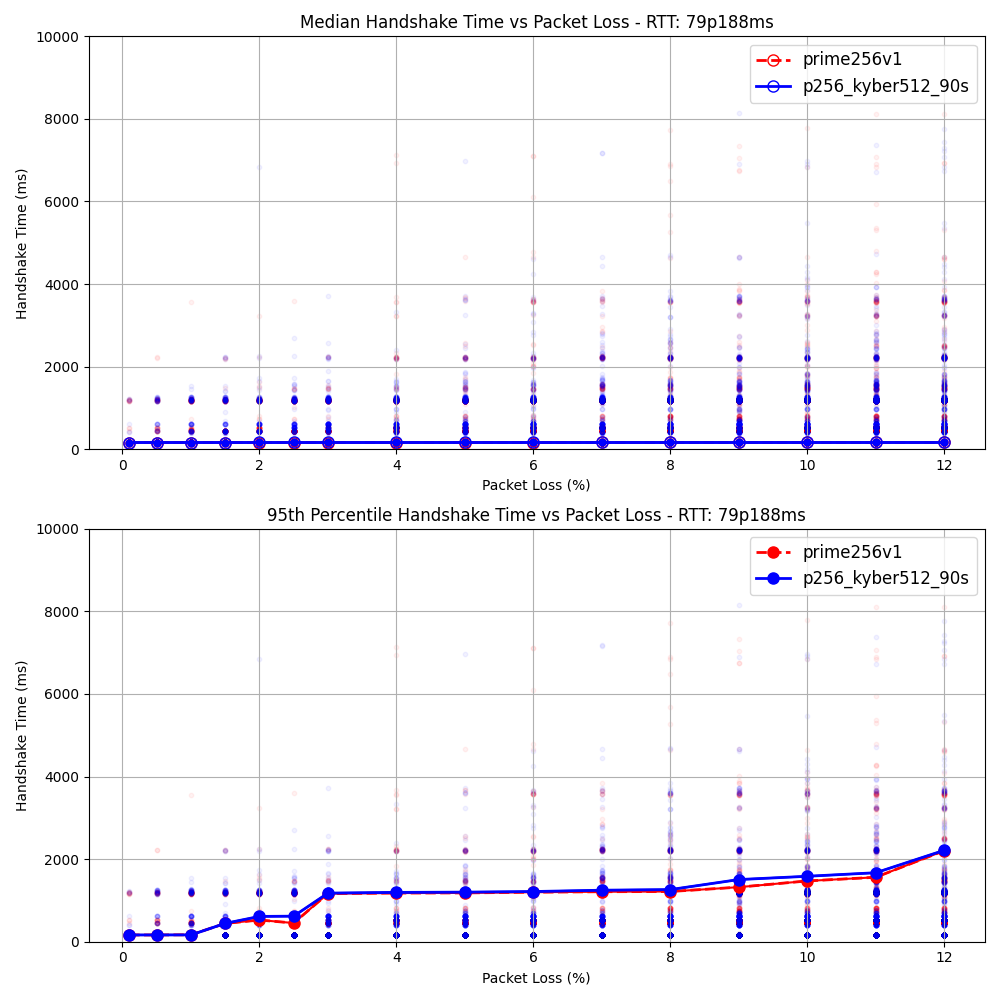 Median Handshake Time vs Packet Loss - RTT: 79p188ms
10000
8000
6000
4000
2000
0
Handshake Time (ms)
prime256v1
p256_kyber512_90s
0 2 4 6 8 10 12
Packet Loss (%)
95th Percentile Handshake Time vs Packet Loss - RTT: 79p188ms
10000
8000
6000
4000
2000
0
Handshake Time (ms)
prime256v1
p256_kyber512_90s
0 2 4 6 8 10 12
Packet Loss (%)